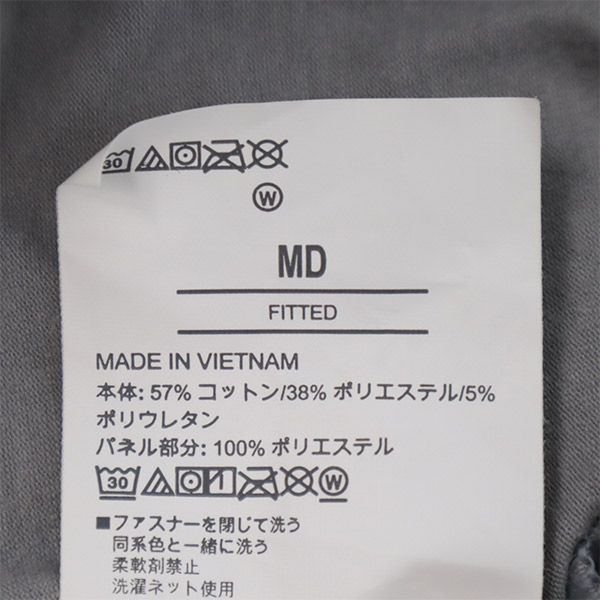 30
W
MD
FITTED
MADE IN VIETNAM
本体: 57% コットン/38% ポリエステル/5%
ポリウレタン
パネル部分: 100% ポリエステル
30 W
■ファスナーを閉じて洗う
同系色と一緒に洗う
柔軟剤禁止
洗濯ネット使用